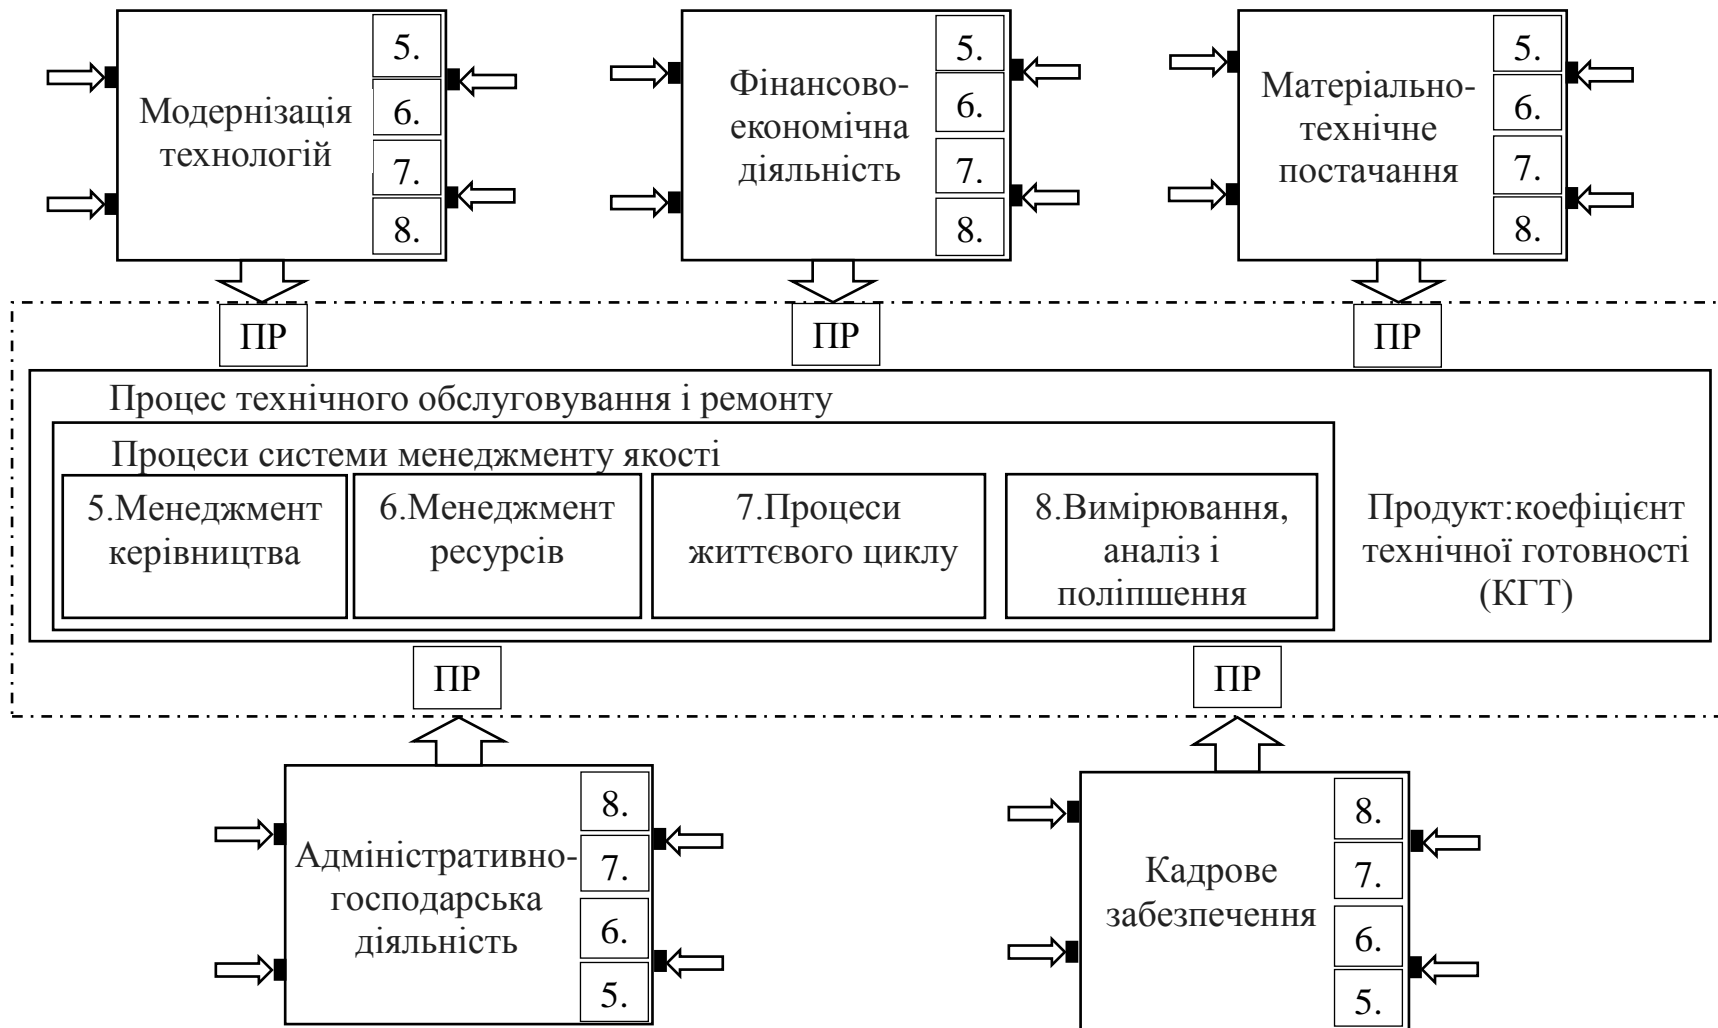 Модернізація
технологій
5.
6.
7.
8.
Фінансово-
економічна
діяльність
5.
6.
7.
8.
Матеріально-
технічне
постачання
5.
6.
7.
8.
ПР
ПР
ПР
Процес технічного обслуговування і ремонту
Процеси системи менеджменту якості
5.Менеджмент
керівництва
6.Менеджмент
ресурсів
7.Процеси
життєвого циклу
8.Вимірювання,
аналіз і
поліпшення
Продукт:коефіцієнт
технічної готовності
(КГТ)
ПР
ПР
Адміністративно-
господарська
діяльність
8.
7.
6.
5.
Кадрове
забезпечення
8.
7.
6.
5.